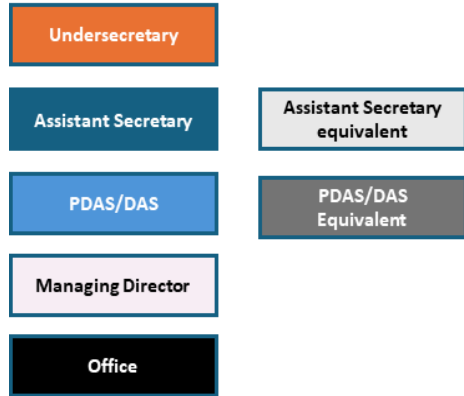 Undersecretary
Assistant Secretary
Assistant Secretary
equivalent
PDAS/DAS
PDAS/DAS
Equivalent
Managing Director
Office